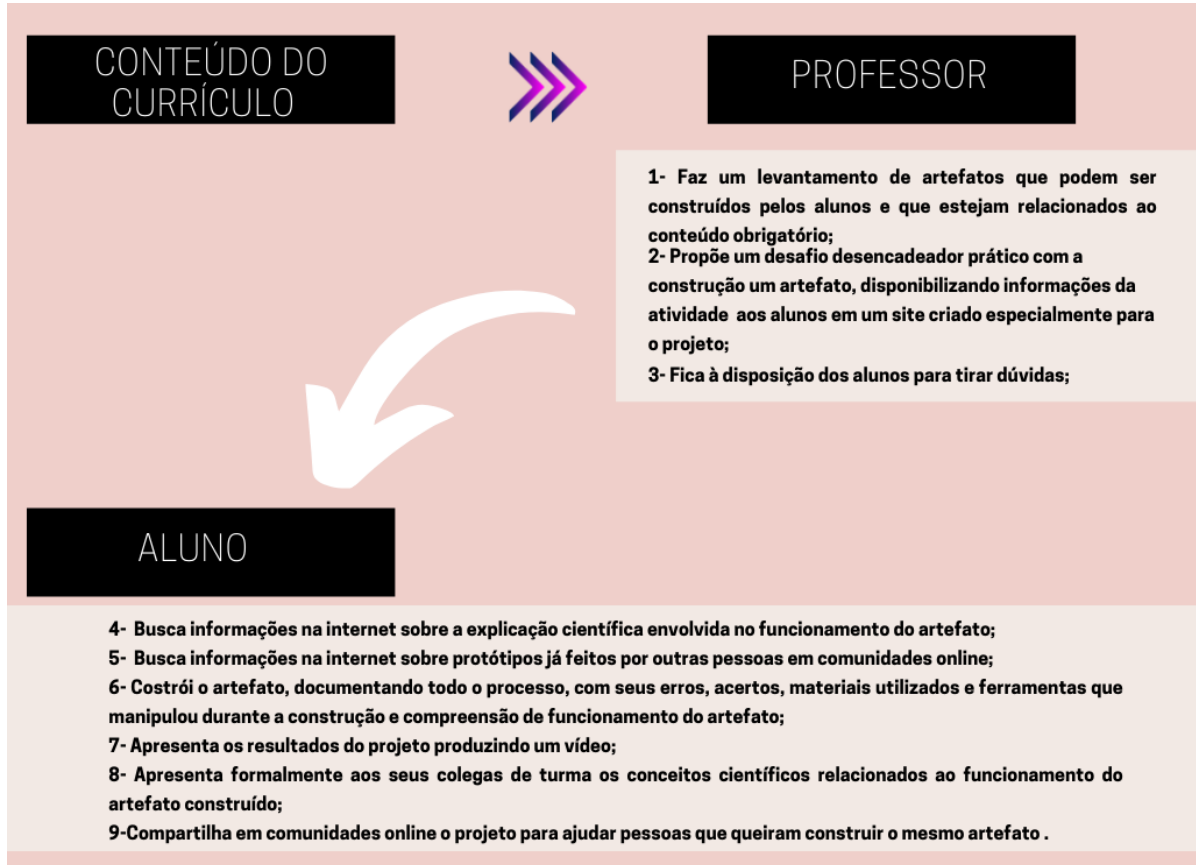 CONTEÚDO DO
CURRÍCULO
PROFESSOR
1- Faz um levantamento de artefatos que podem ser
construídos pelos alunos e que estejam relacionados ao
conteúdo obrigatório;
2- Propõe um desafio desencadeador prático com a
construção um artefato, disponibilizando informações da
atividade aos alunos em um site criado especialmente para
o projeto;
3- Fica à disposição dos alunos para tirar dúvidas;
ALUNO
4- Busca informações na internet sobre a explicação científica envolvida no funcionamento do artefato;
5- Busca informações na internet sobre protótipos já feitos por outras pessoas em comunidades online;
6- Costrói o artefato, documentando todo o processo, com seus erros, acertos, materiais utilizados e ferramentas que
manipulou durante a construção e compreensão de funcionamento do artefato;
7- Apresenta os resultados do projeto produzindo um vídeo;
8- Apresenta formalmente aos seus colegas de turma os conceitos científicos relacionados ao funcionamento do
artefato construído;
9-Compartilha em comunidades online o projeto para ajudar pessoas que queiram construir o mesmo artefato .